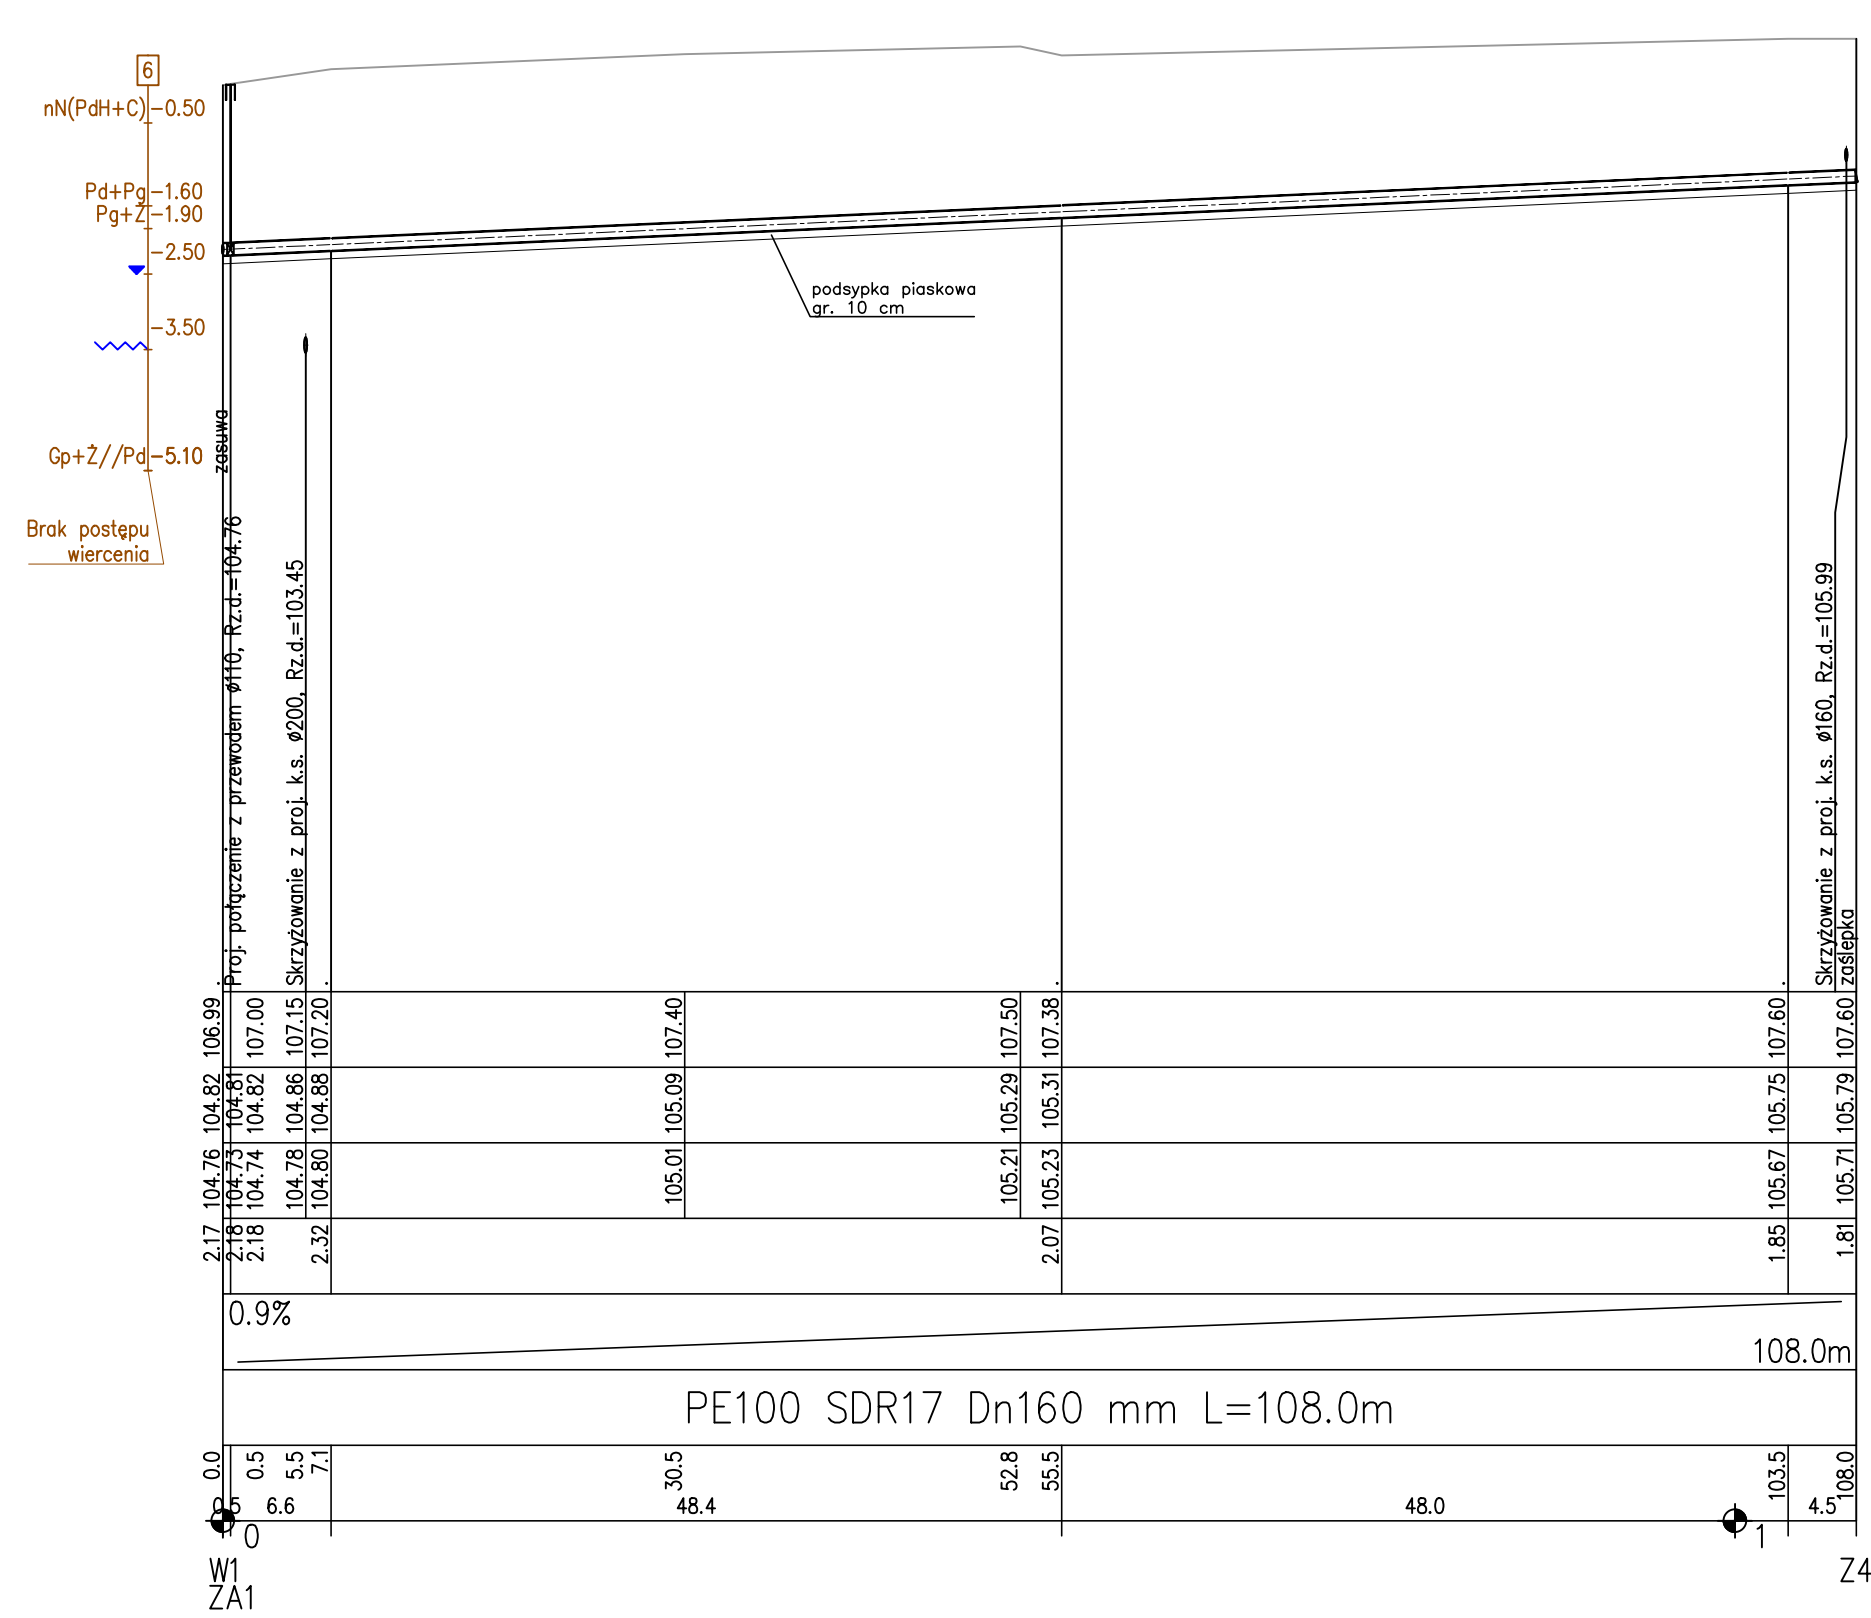 6
nN(PdH+C) -0.50
Pd+Pg -1.60
Pg+Ż -1.90
-2.50
-3.50
Gp+Ż//Pd -5.10
Brak postępu
wiercenia
podsypka piaskowa
gr. 10 cm
zasuwa
Proj. połączenie z przewodem ø110, Rz.d.=104.76
Skrzyżowanie z proj. k.s. ø200, Rz.d.=103.45
Skrzyżowanie z proj. k.s. ø160, Rz.d.=105.99
zaślepka
106.99 107.00 107.15 107.20 107.40 107.50 107.38 107.60 107.60
104.82 104.81 104.82 104.86 104.88 105.09 105.29 105.31 105.75 105.79
104.76 104.73 104.74 104.78 104.80 105.01 105.21 105.23 105.67 105.71
2.17 2.18 2.18 2.32 2.07 1.85 1.81
0.9%
108.0m
PE100 SDR17 Dn160 mm L=108.0m
0.0 0.5 5.5 7.1 30.5 52.8 55.5 103.5 108.0
0.5 6.6 48.4 48.0 4.5
0 1
W1 Z4
ZA1